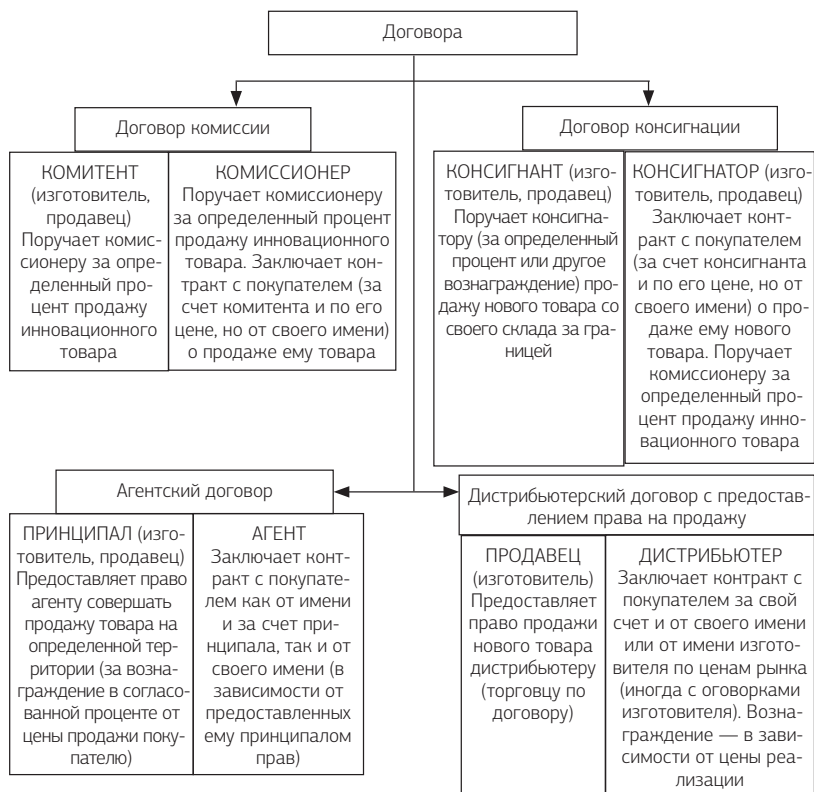 Договора
Договор комиссии
КОМИТЕНТ
(изготовитель,
продавец)
Поручает комис-
сионеру за опре-
деленный про-
цент продажу
инновационного
товара
КОМИССИОНЕР
Поручает комиссионеру
за определенный процент
продажу инновационного
товара. Заключает кон-
тракт с покупателем (за
счет комитента и по его
цене, но от своего имени)
о продаже ему товара
Договор консигнации
КОНСИГНАНТ (изго-
товитель, продавец)
Поручает консигна-
тору (за определенный
процент или другое
вознаграждение) про-
дажу нового товара со
своего склада за гра-
ницей
КОНСИГНАТОР (изго-
товитель, продавец)
Заключает конт-
ракт с покупателем
(за счет консигнанта
и по его цене, но от
своего имени) о про-
даже ему нового
товара. Поручает
комиссионеру за
определенный про-
цент продажу инно-
вационного товара
Агентский договор
ПРИНЦИПАЛ (изго-
товитель, продавец)
Предоставляет право
агенту совершать
продажу товара на
определенной тер-
ритории (за возна-
граждение в согласо-
ванной проценте от
цены продажи поку-
пателю)
АГЕНТ
Заключает конт-
ракт с покупате-
лем как от имени
и за счет прин-
ципала, так и от
своего имени (в
зависимости от
предоставленных
ему принципалом
прав)
Дистрибьютерский договор с предостав-
лением права на продажу
ПРОДАВЕЦ
(изготовитель)
Предоставляет
право продажи
нового товара
дистрибьютеру
(торговцу по
договору)
ДИСТРИБЬЮТЕР
Заключает контракт с
покупателем за свой
счет и от своего имени
или от имени изгото-
вителя по ценам рынка
(иногда с оговорками
изготовителя). Возна-
граждение — в зави-
симости от цены ре-
ализации